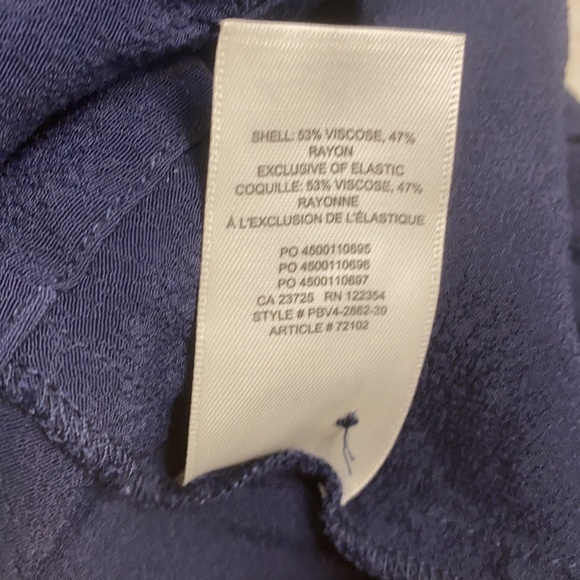 SHELL: 53% VISCOSE, 47%
RAYON
EXCLUSIVE OF ELASTIC
COQUILLE: 53% VISCOSE, 47%
RAYONNE
À L'EXCLUSION DE L'ÉLASTIQUE
PO 4500110695
PO 4500110696
PO 4500110697
CA 23725 RN 122354
STYLE # PBV4-2862-39
ARTICLE # 72102